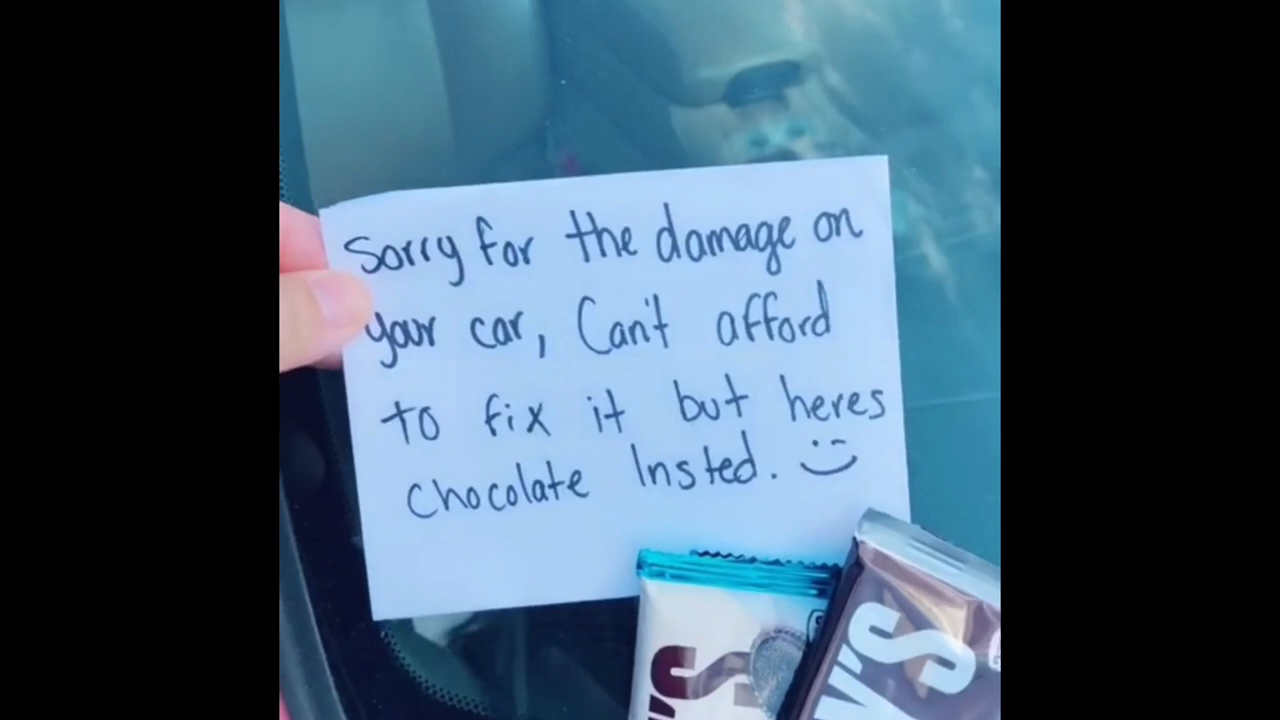 Sorry for the damage on
your car, Can't afford
to fix it but heres
chocolate Insted.
Y'S